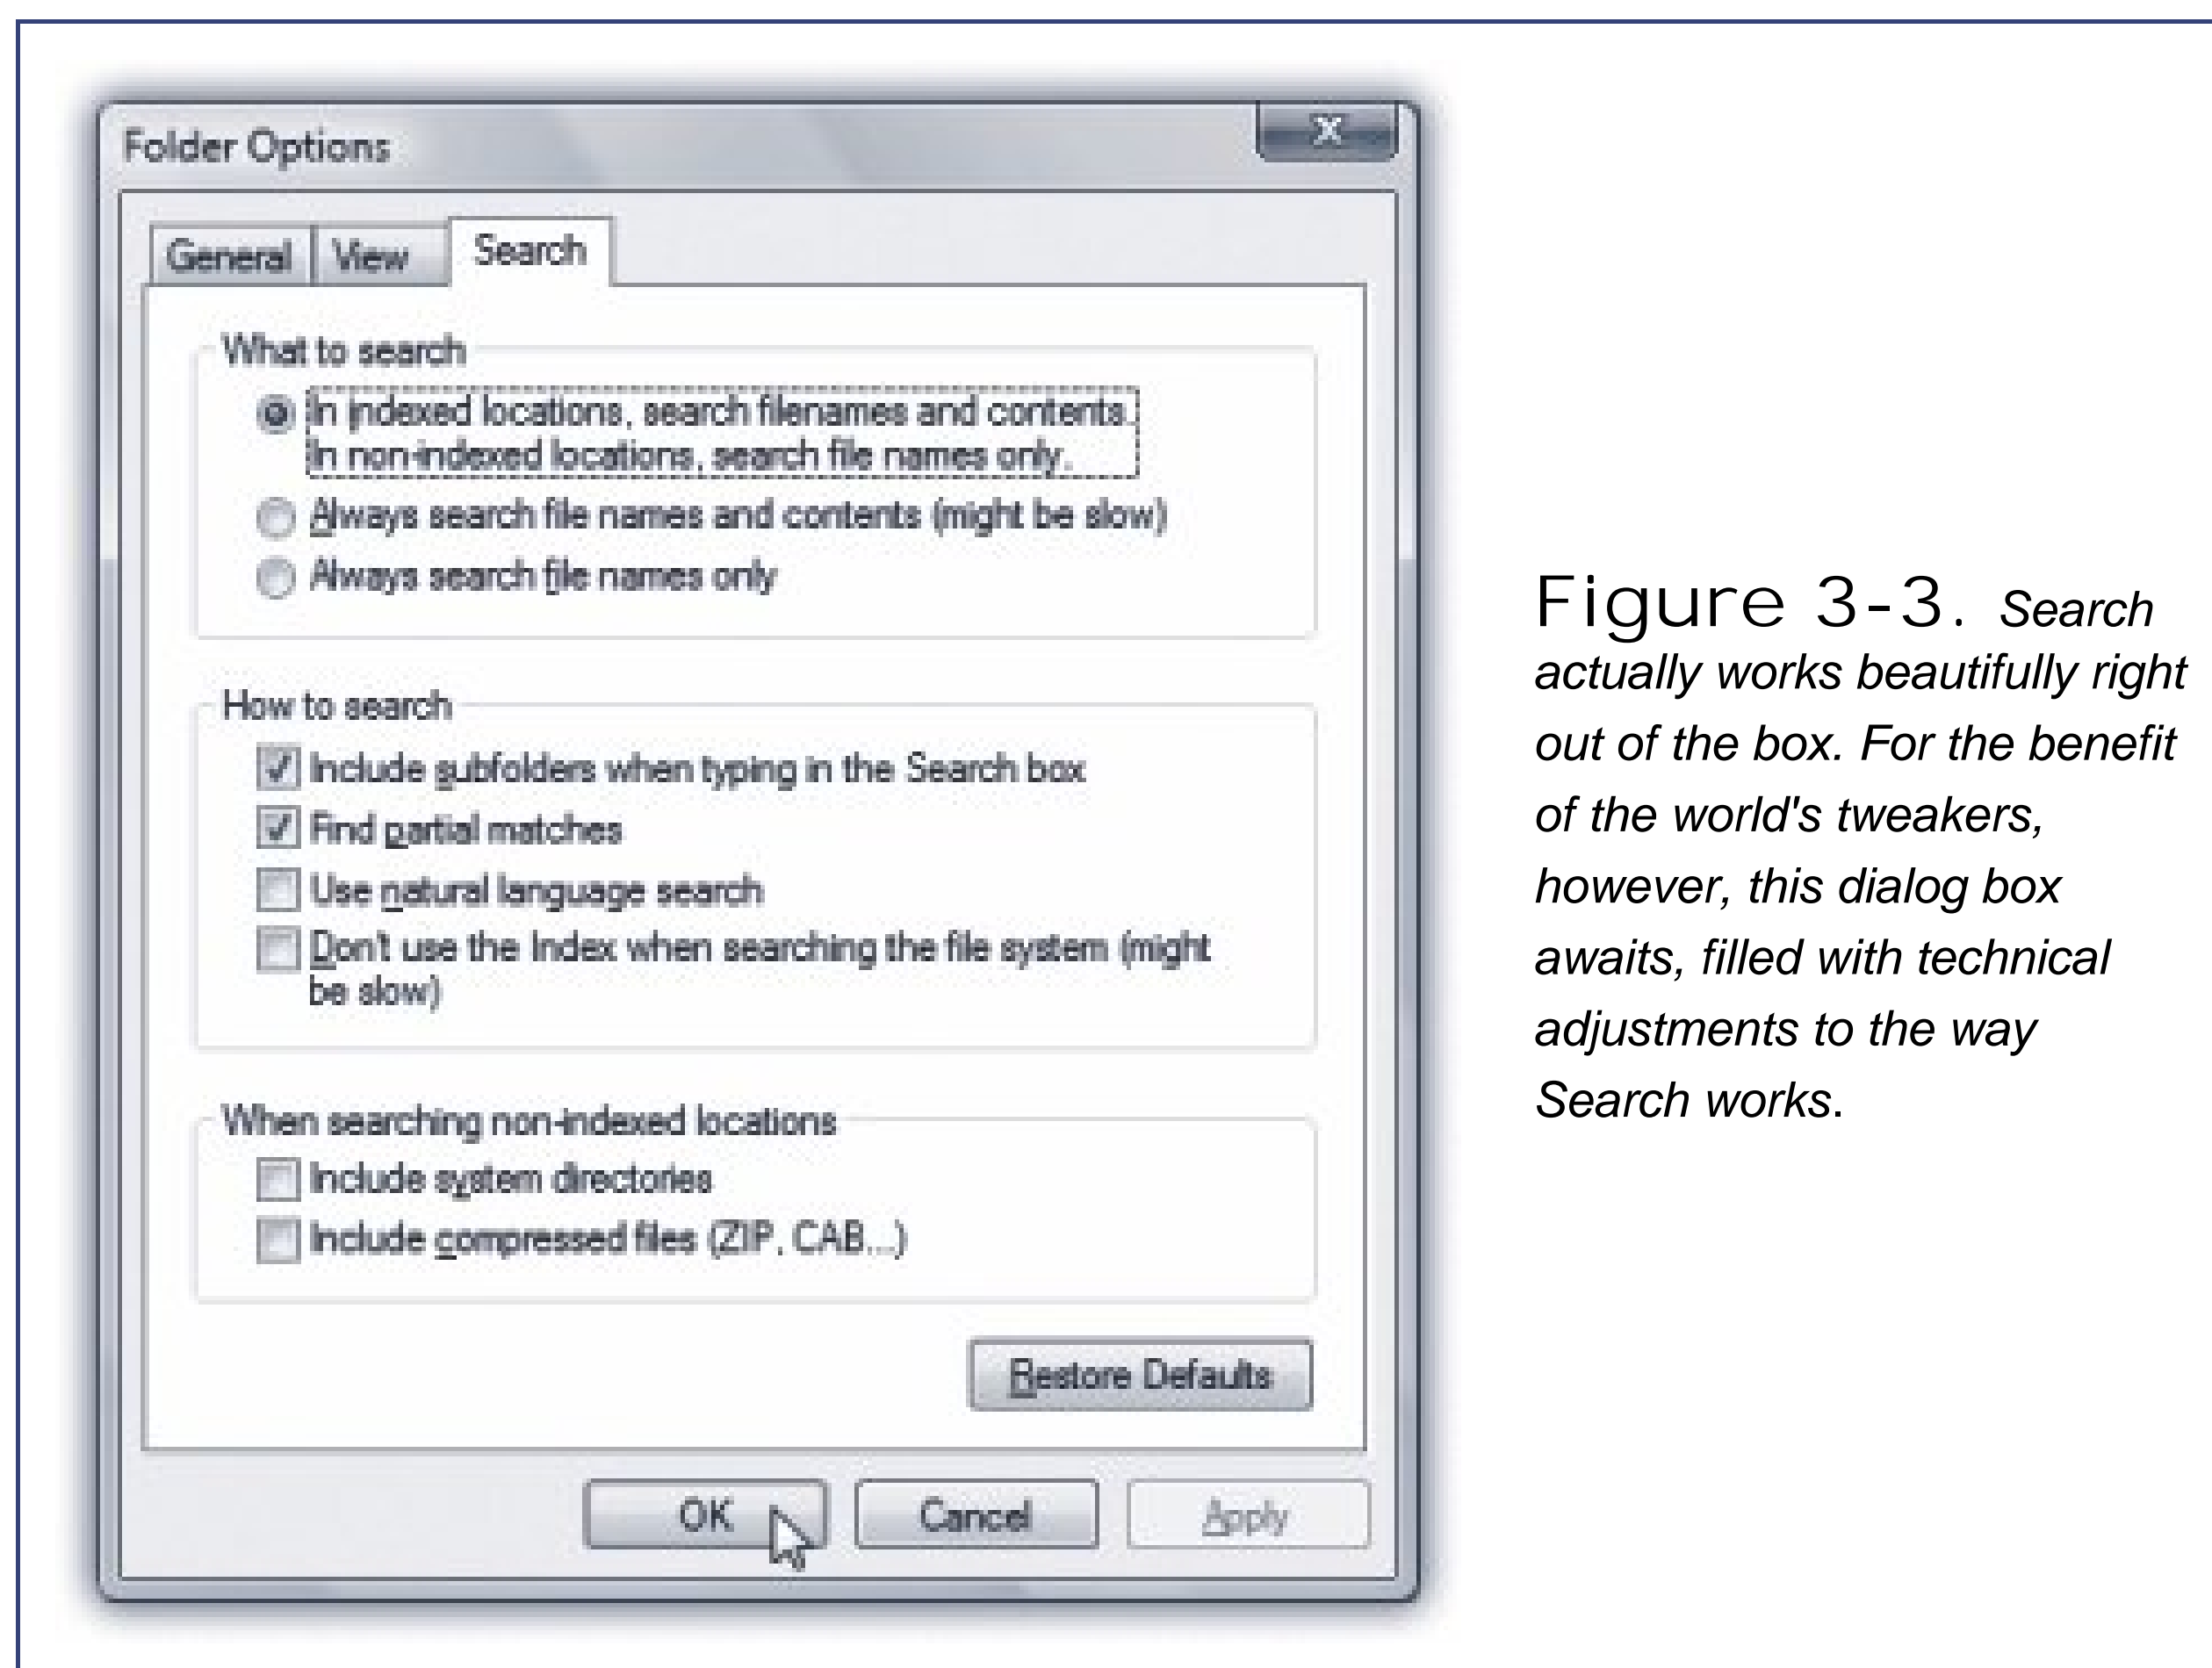 Folder Options
General View Search
What to search
In indexed locations, search filenames and contents.
In non-indexed locations, search file names only.
Always search file names and contents (might be slow)
Always search file names only
How to search
Include subfolders when typing in the Search box
Find partial matches
Use natural language search
Don't use the Index when searching the file system (might
be slow)
When searching non-indexed locations
Include system directories
Include compressed files (ZIP, CAB...)
Restore Defaults
OK Cancel Apply
Figure 3-3. Search
actually works beautifully right
out of the box. For the benefit
of the world's tweakers,
however, this dialog box
awaits, filled with technical
adjustments to the way
Search works.